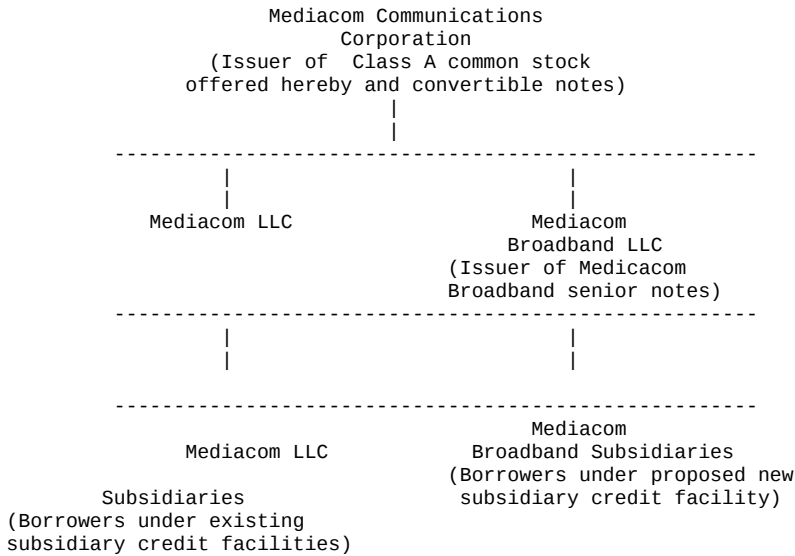 Mediacom Communications
Corporation
(Issuer of  Class A common stock
offered hereby and convertible notes)
Mediacom LLC                    Mediacom
Broadband LLC
(Issuer of Medicacom
Broadband senior notes)
Mediacom
Mediacom LLC            Broadband Subsidiaries
(Borrowers under proposed new
Subsidiaries                  subsidiary credit facility)
(Borrowers under existing
subsidiary credit facilities)